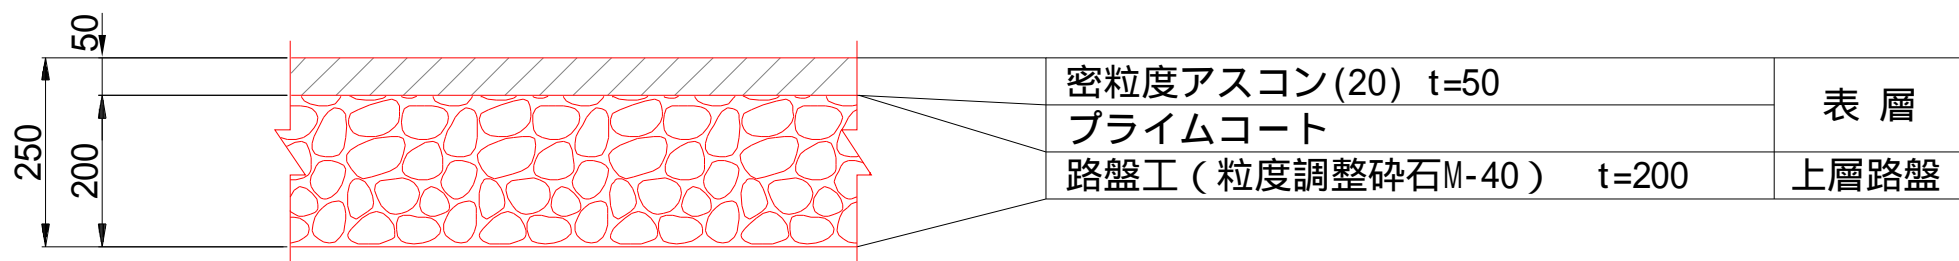 50
250
200
密粒度アスコン(20) t=50
プライムコート
表 層
路盤工（粒度調整砕石M-40） t=200
上層路盤